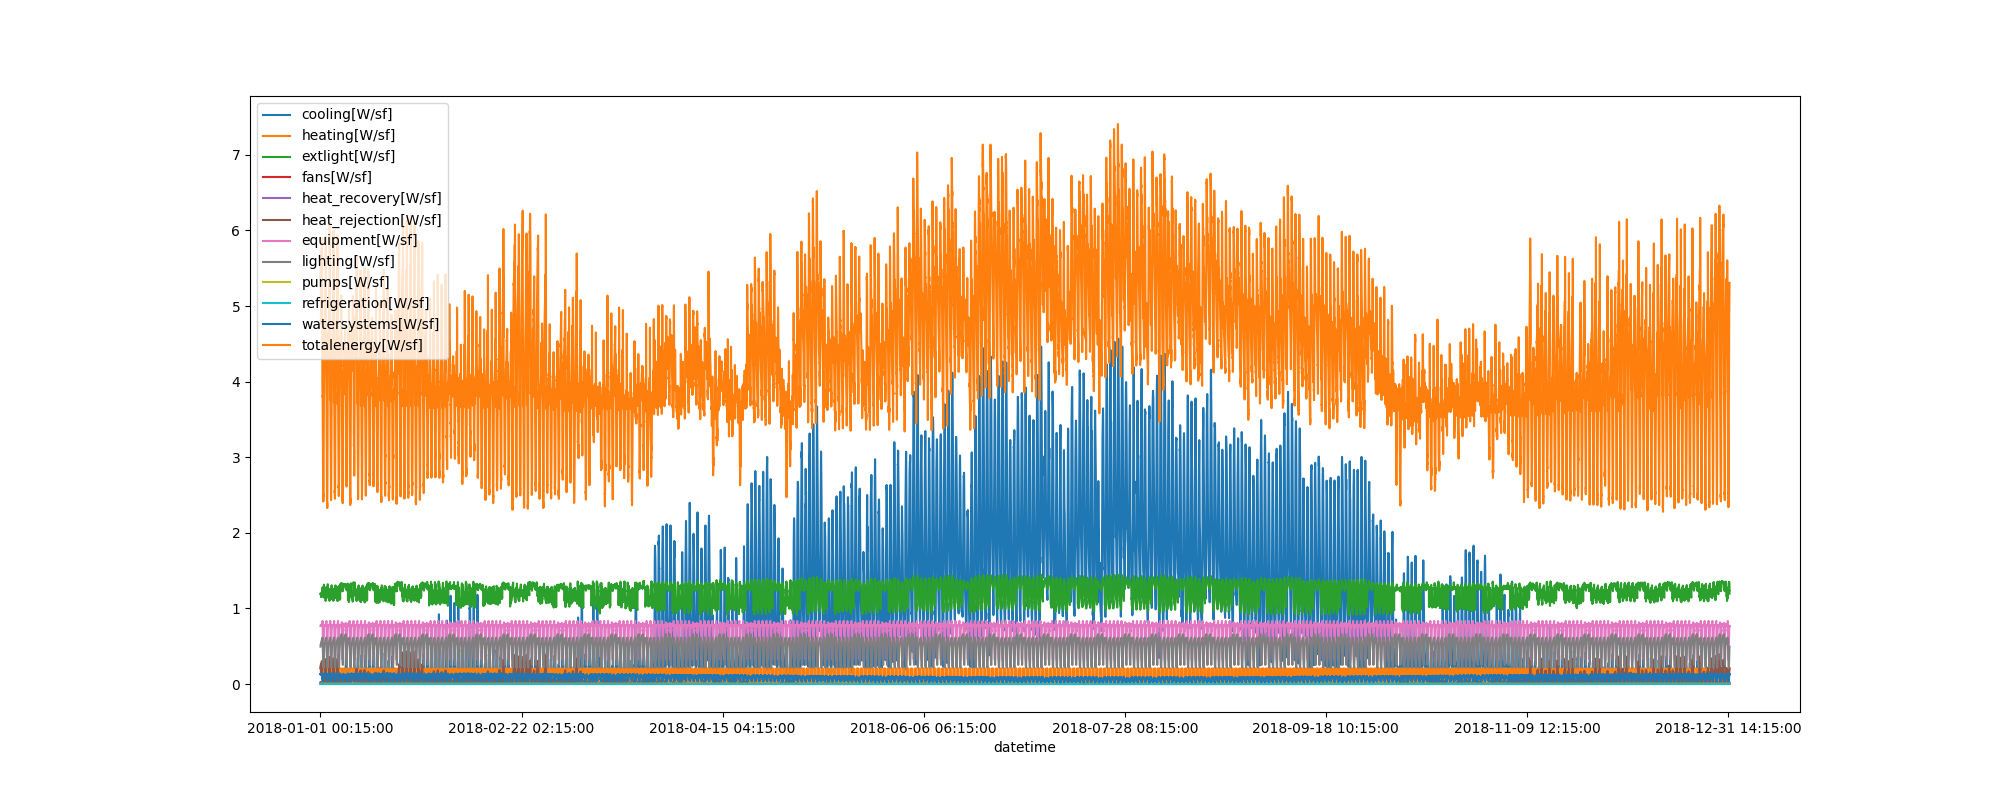 cooling[W/sf]
heating[W/sf]
extlight[W/sf]
fans[W/sf]
heat_recovery[W/sf]
heat_rejection[W/sf]
equipment[W/sf]
lighting[W/sf]
pumps[W/sf]
refrigeration[W/sf]
watersystems[W/sf]
totalenergy[W/sf]
7
6
5
4
3
2
1
0
2018-01-01 00:15:00 2018-02-22 02:15:00 2018-04-15 04:15:00 2018-06-06 06:15:00 2018-07-28 08:15:00 2018-09-18 10:15:00 2018-11-09 12:15:00 2018-12-31 14:15:00
datetime